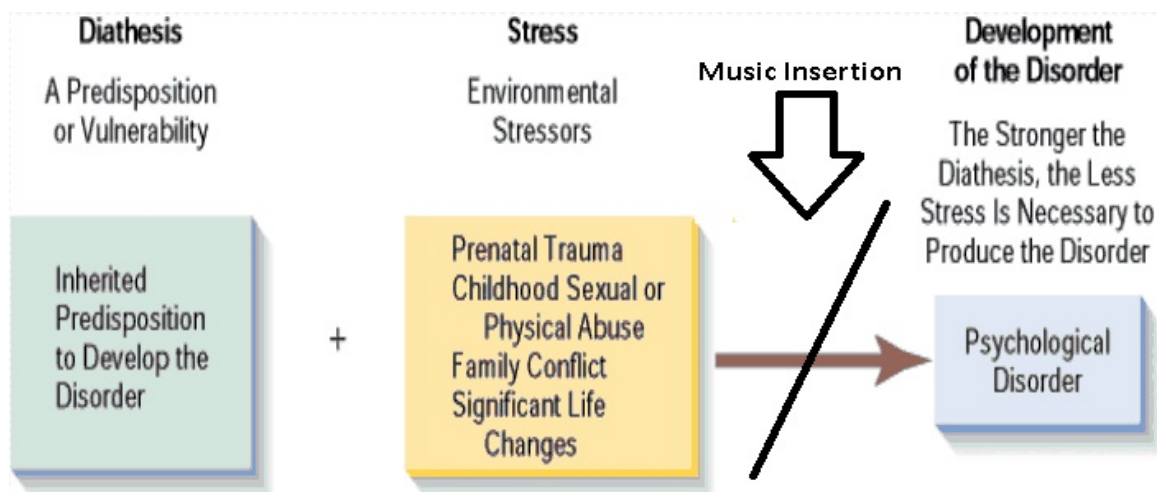 Diathesis
A Predisposition
or Vulnerability
Inherited
Predisposition
to Develop the
Disorder
+
Stress
Environmental
Stressors
Prenatal Trauma
Childhood Sexual or
Physical Abuse
Family Conflict
Significant Life
Changes
Music Insertion
Development
of the Disorder
The Stronger the
Diathesis, the Less
Stress Is Necessary to
Produce the Disorder
Psychological
Disorder